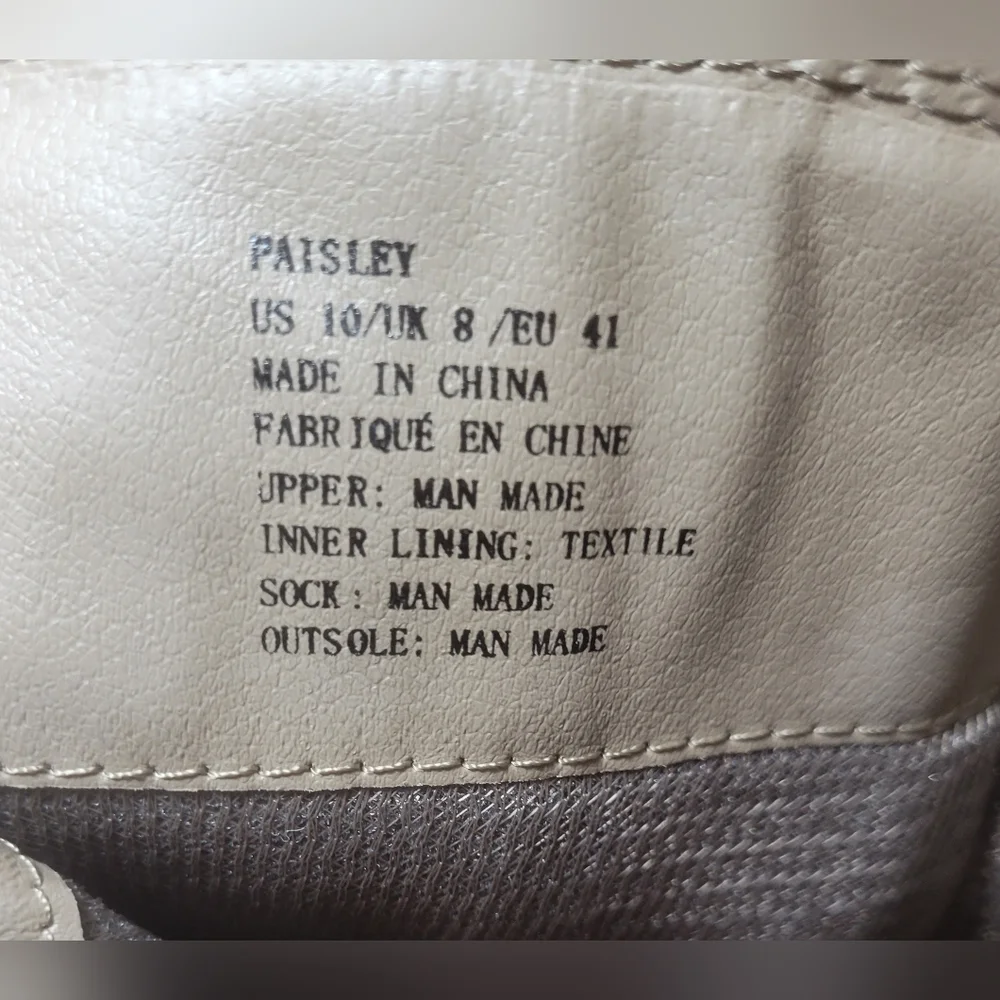 PAISLEY
US 10/UK 8 /EU 41
MADE IN CHINA
FABRIQUÉ EN CHINE
UPPER: MAN MADE
INNER LINING: TEXTILE
SOCK: MAN MADE
OUTSOLE: MAN MADE